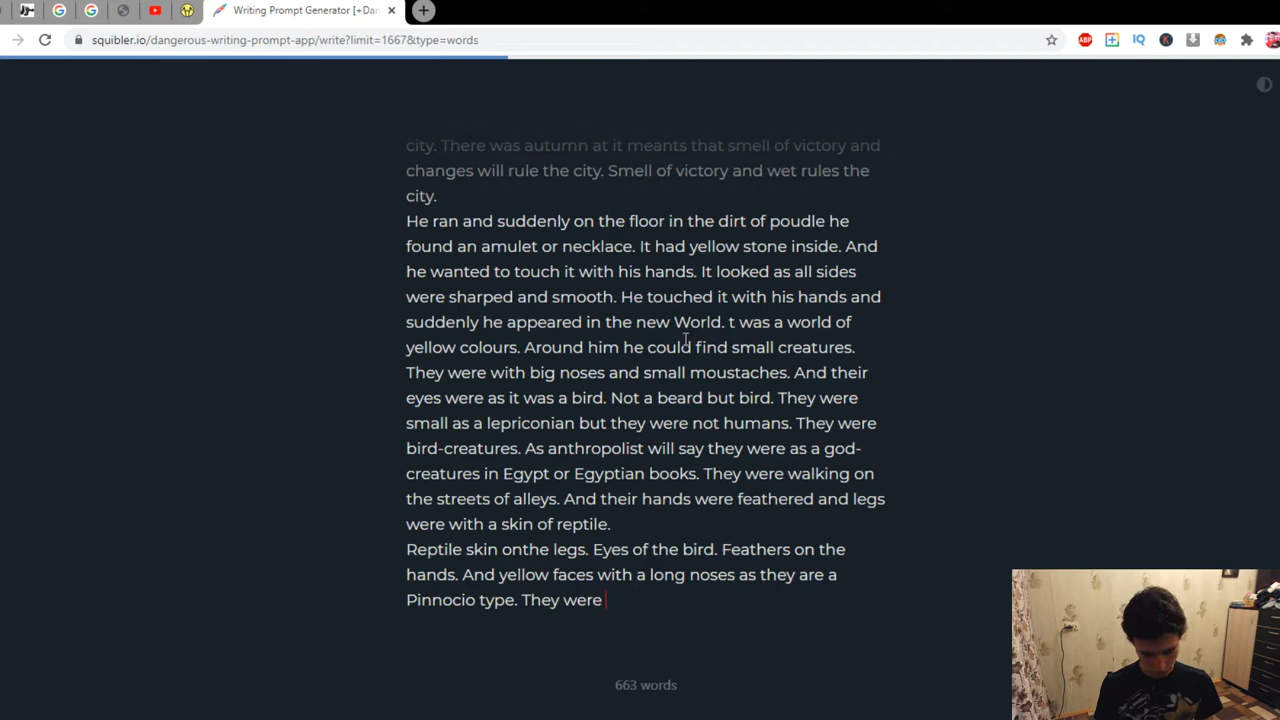 Writing Prompt Generator [+Dan
squibler.io/dangerous-writing-prompt-app/write?limit=1667&type=words
ABP
IQ
K
city. There was autumn at it meants that smell of victory and
changes will rule the city. Smell of victory and wet rules the
city.
He ran and suddenly on the floor in the dirt of poudle he
found an amulet or necklace. It had yellow stone inside. And
he wanted to touch it with his hands. It looked as all sides
were sharped and smooth. He touched it with his hands and
suddenly he appeared in the new World. t was a world of
yellow colours. Around him he could find small creatures.
They were with big noses and small moustaches. And their
eyes were as it was a bird. Not a beard but bird. They were
small as a lepriconian but they were not humans. They were
bird-creatures. As anthropolist will say they were as a god-
creatures in Egypt or Egyptian books. They were walking on
the streets of alleys. And their hands were feathered and legs
were with a skin of reptile.
Reptile skin onthe legs. Eyes of the bird. Feathers on the
hands. And yellow faces with a long noses as they are a
Pinnocio type. They were
663 words